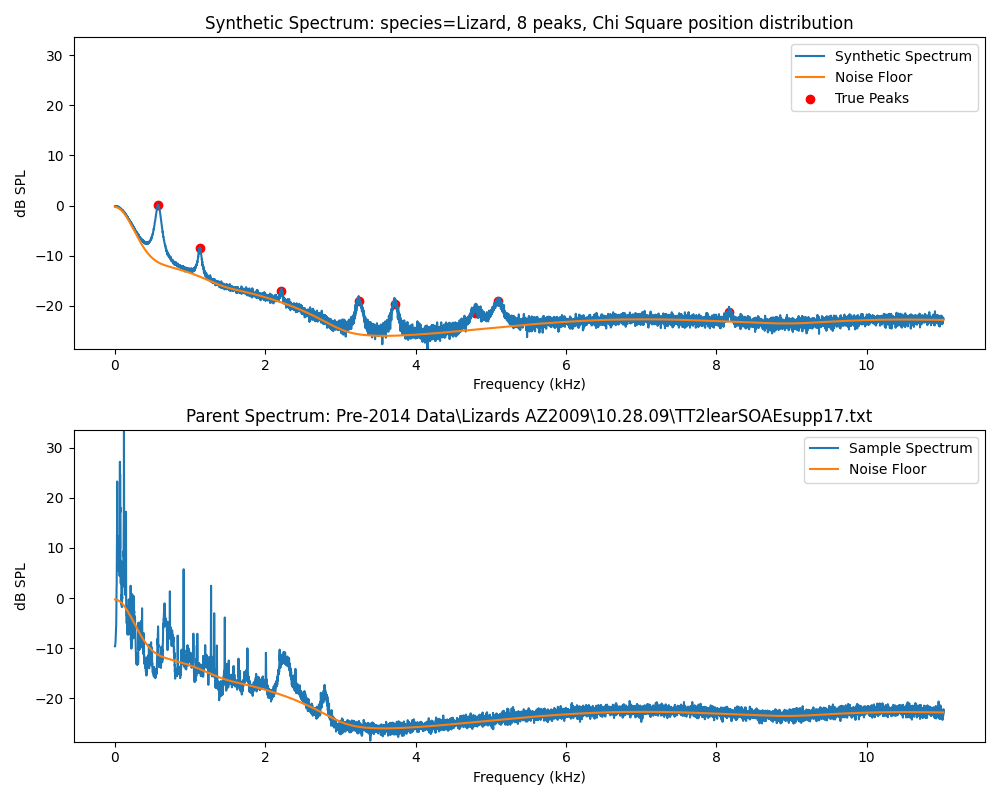 Synthetic Spectrum: species=Lizard, 8 peaks, Chi Square position distribution
30
20
10
0
−10
−20
dB SPL
Synthetic Spectrum
Noise Floor
True Peaks
0 2 4 6 8 10
Frequency (kHz)
Parent Spectrum: Pre-2014 Data\Lizards AZ2009\10.28.09\TT2learSOAEsupp17.txt
30
20
10
0
−10
−20
dB SPL
Sample Spectrum
Noise Floor
0 2 4 6 8 10
Frequency (kHz)